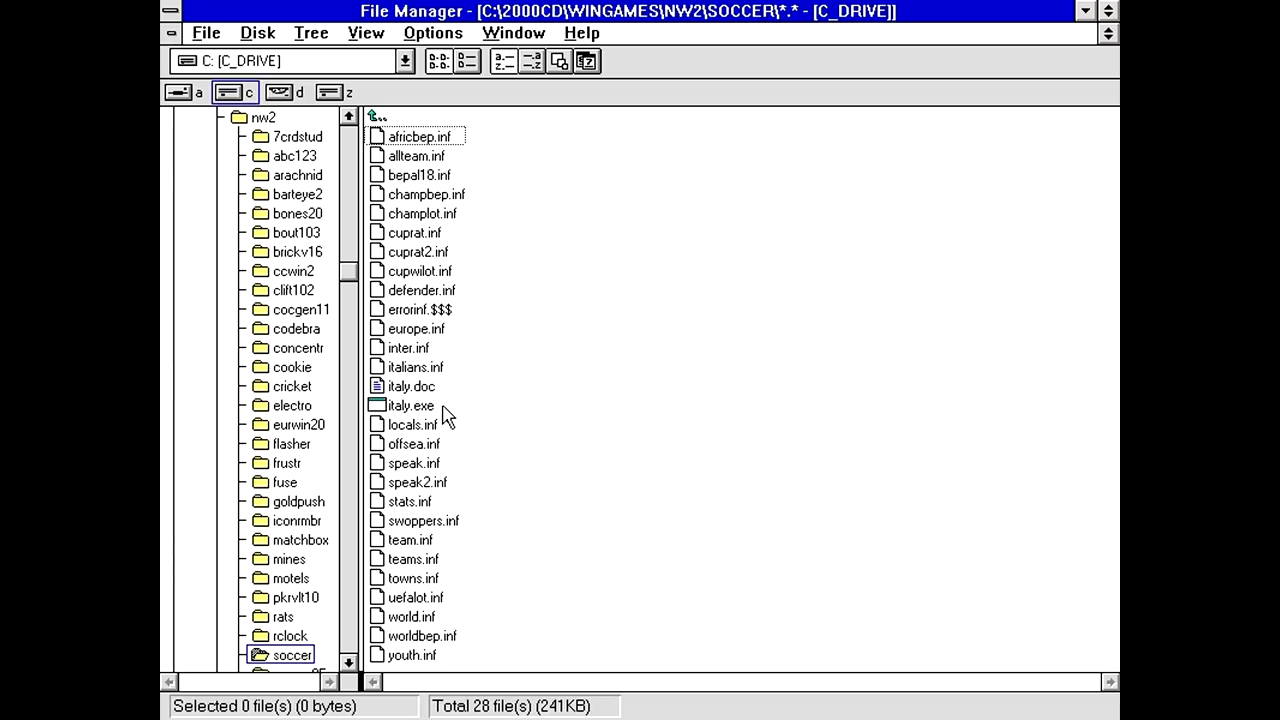 File Manager - [C:\2000CD\WINGAMES\NW2\SOCCER\*.* - [C_DRIVE]]
File Disk Tree View Options Window Help
C: [C_DRIVE]
a c d z
nw2
7crdstud
abc123
arachnid
barteye2
bones20
bout103
brickv16
ccwin2
clift102
cocgen11
codebra
concentr
cookie
cricket
electro
eurwin20
flasher
frustr
fuse
goldpush
iconrmbr
matchbox
mines
motels
pkrvlt10
rats
rclock
soccer
..
africbep.inf
allteam.inf
bepal18.inf
champbep.inf
champlot.inf
cuprat.inf
cuprat2.inf
cupwilot.inf
defender.inf
errorinf.$$$
europe.inf
inter.inf
italians.inf
italy.doc
italy.exe
locals.inf
offsea.inf
speak.inf
speak2.inf
stats.inf
swoppers.inf
team.inf
teams.inf
towns.inf
uefalot.inf
world.inf
worldbep.inf
youth.inf
Selected 0 file(s) (0 bytes)
Total 28 file(s) (241KB)